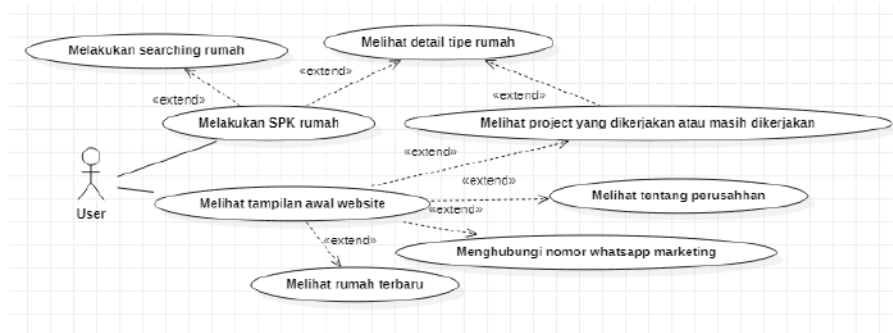 Melakukan searching rumah
Melihat detail tipe rumah
«extend»
«extend»
«extend»
Melakukan SPK rumah
Melihat project yang dikerjakan atau masih dikerjakan
«extend»
«extend»
Melihat tentang perusahhan
User
Melihat tampilan awal website
«extend»
«extend»
Menghubungi nomor whatsapp marketing
Melihat rumah terbaru